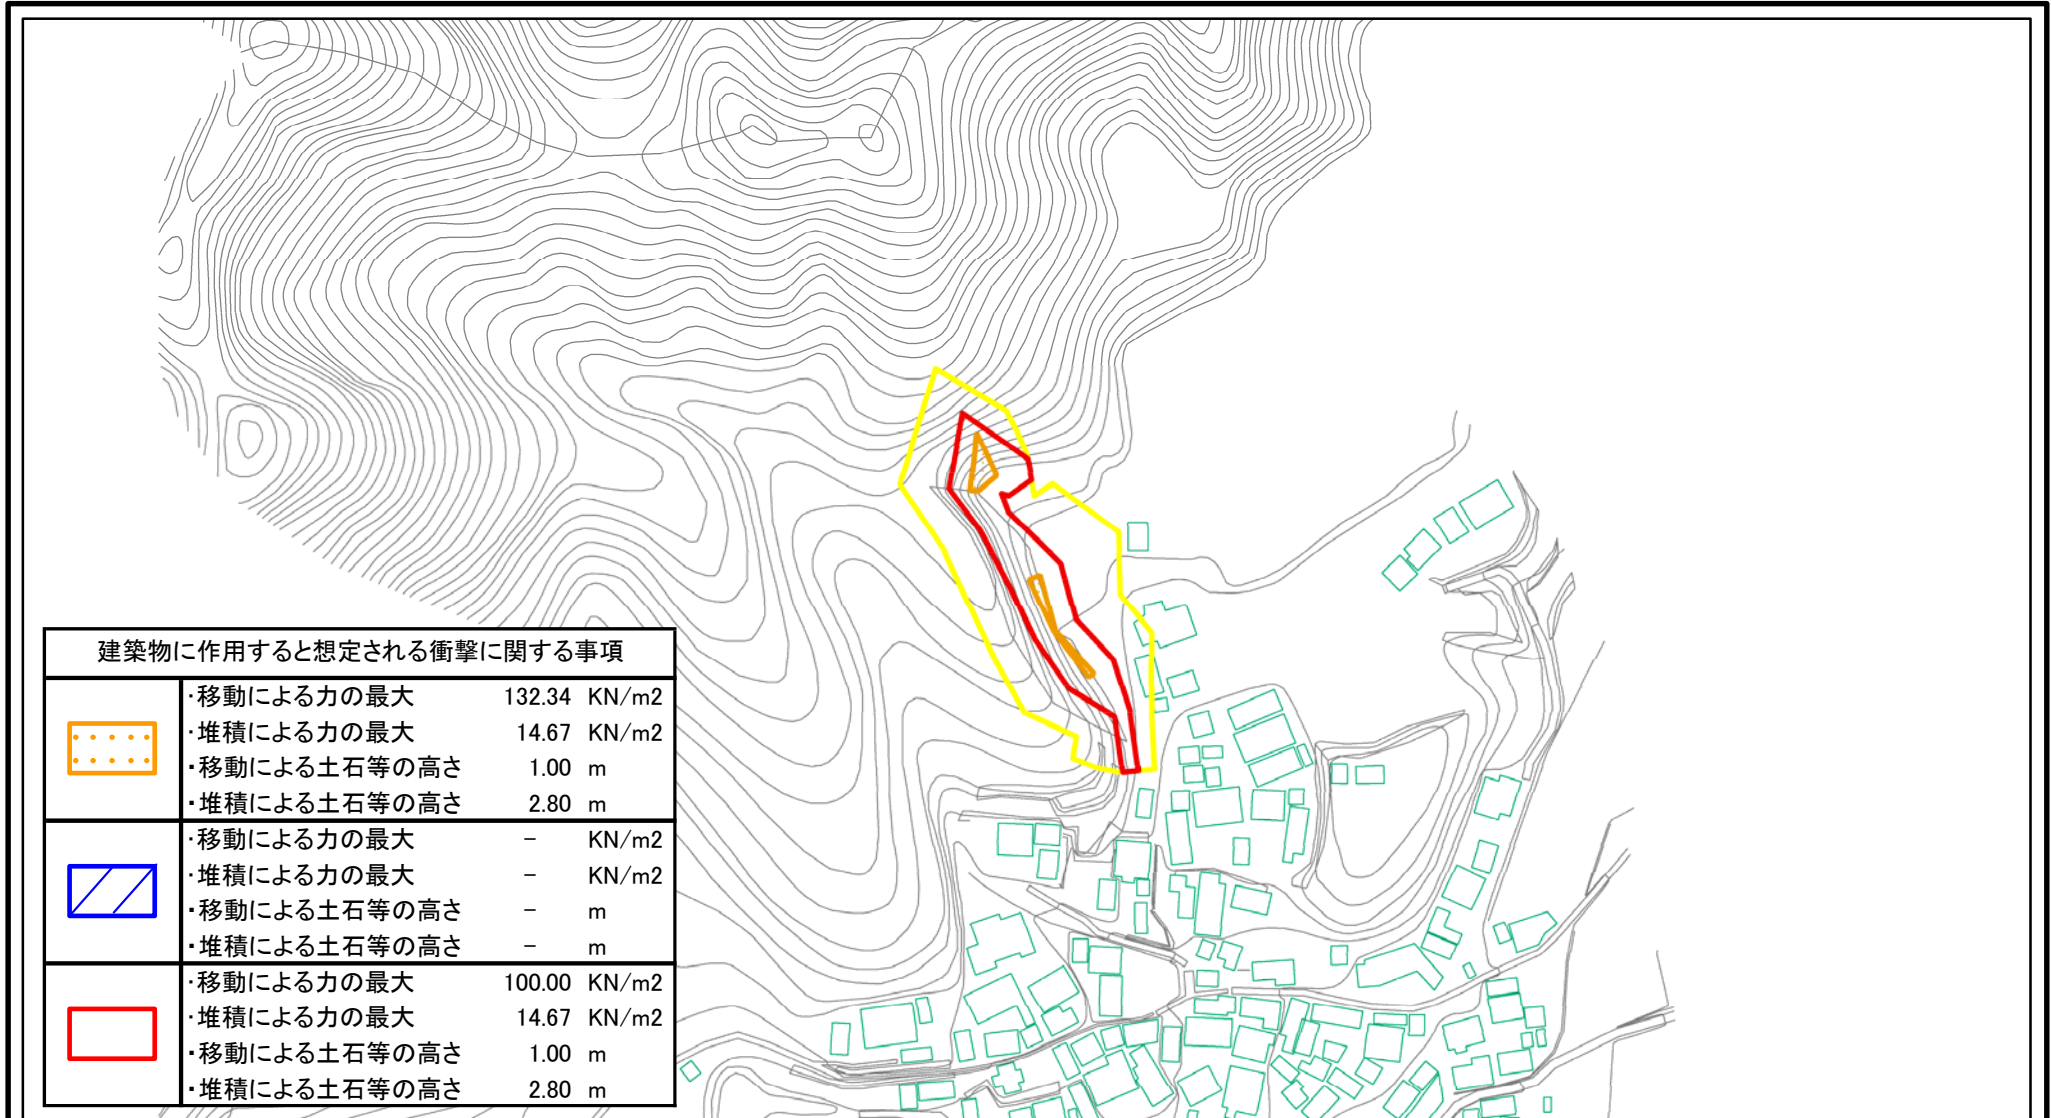 建築物に作用すると想定される衝撃に関する事項
・移動による力の最大 132.34 KN/m2
・堆積による力の最大 14.67 KN/m2
・移動による土石等の高さ 1.00 m
・堆積による土石等の高さ 2.80 m
・移動による力の最大 － KN/m2
・堆積による力の最大 － KN/m2
・移動による土石等の高さ － m
・堆積による土石等の高さ － m
・移動による力の最大 100.00 KN/m2
・堆積による力の最大 14.67 KN/m2
・移動による土石等の高さ 1.00 m
・堆積による土石等の高さ 2.80 m